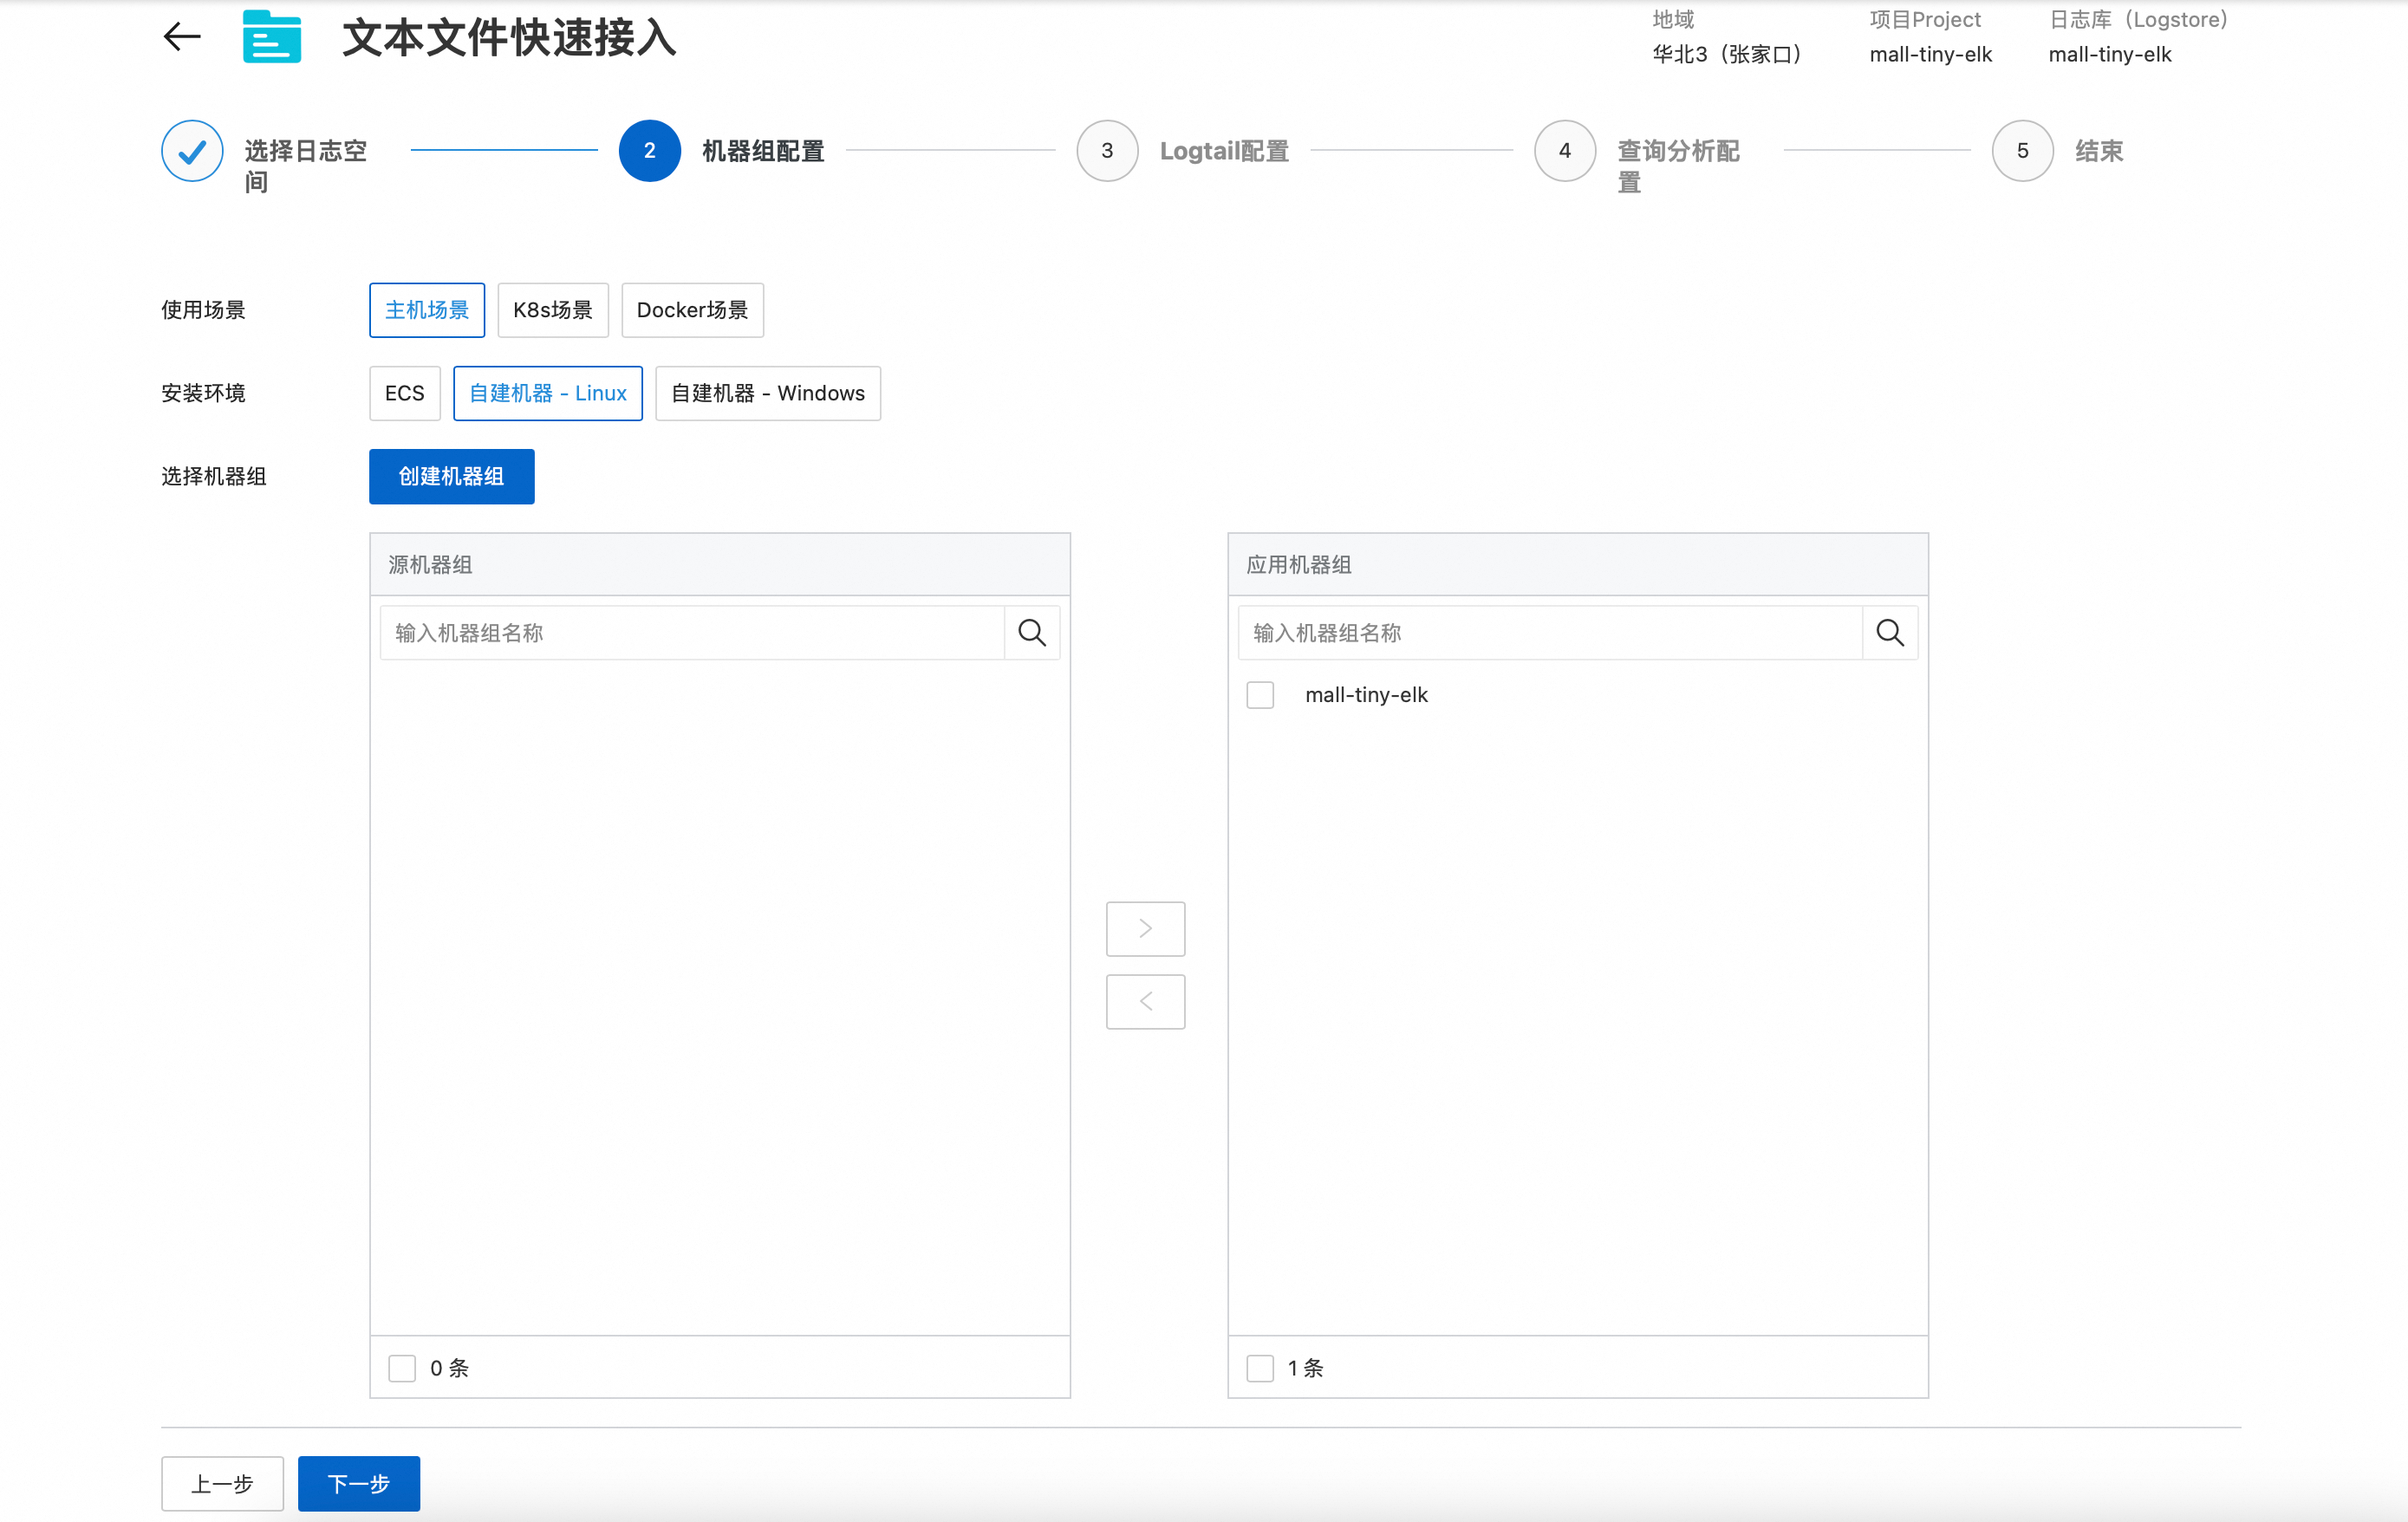 文本文件快速接入
地域
华北3（张家口）
项目Project
mall-tiny-elk
日志库（Logstore）
mall-tiny-elk
选择日志空
间
2
机器组配置
3
Logtail配置
4
查询分析配
置
5
结束
使用场景
主机场景
K8s场景
Docker场景
安装环境
ECS
自建机器 - Linux
自建机器 - Windows
选择机器组
创建机器组
源机器组
输入机器组名称
0 条
应用机器组
输入机器组名称
mall-tiny-elk
1 条
上一步
下一步